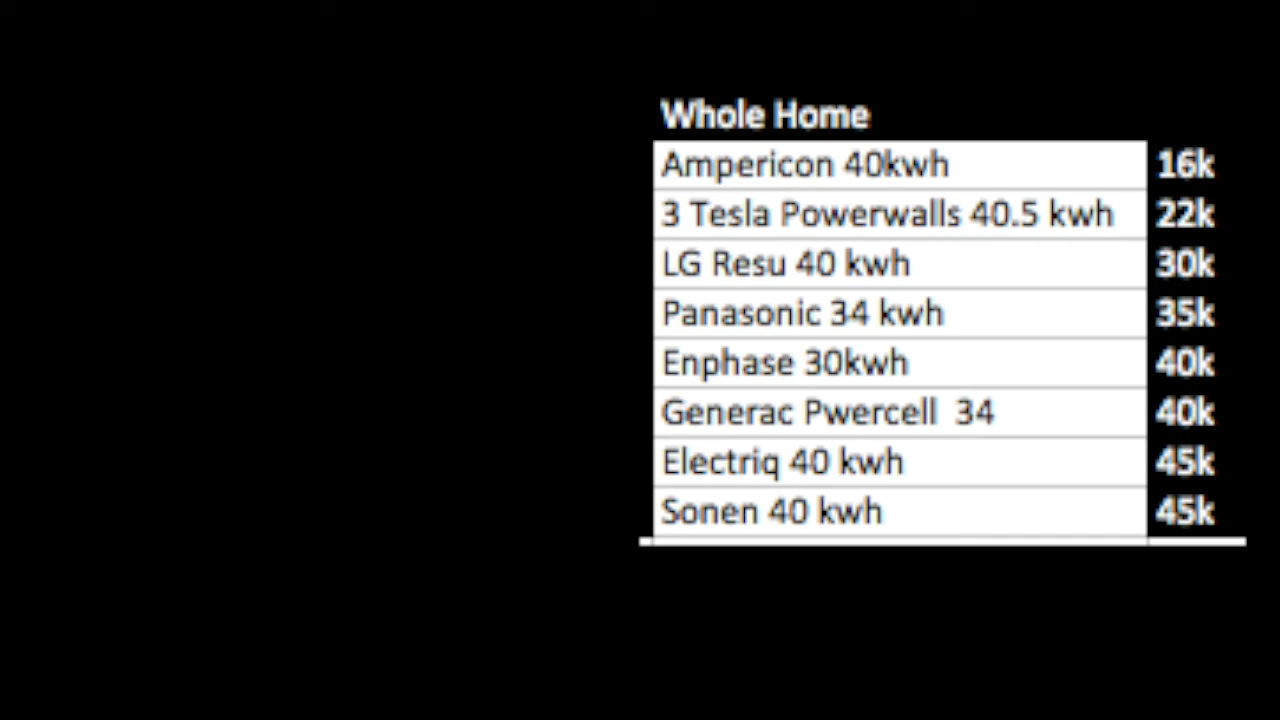 Whole Home
Ampericon 40kwh 16k
3 Tesla Powerwalls 40.5 kwh 22k
LG Resu 40 kwh 30k
Panasonic 34 kwh 35k
Enphase 30kwh 40k
Generac Pwercell 34 40k
Electriq 40 kwh 45k
Sonen 40 kwh 45k